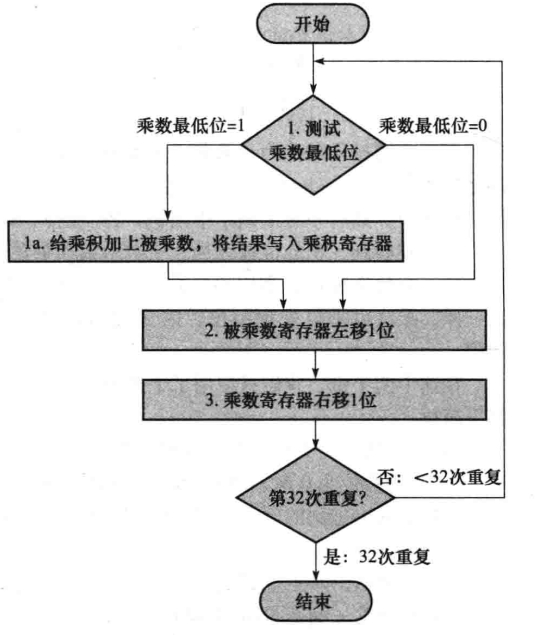 开始
乘数最低位=1
1. 测试
乘数最低位
乘数最低位=0
1a. 给乘积加上被乘数，将结果写入乘积寄存器
2. 被乘数寄存器左移1位
3. 乘数寄存器右移1位
第32次重复?
否：<32次重复
是：32次重复
结束